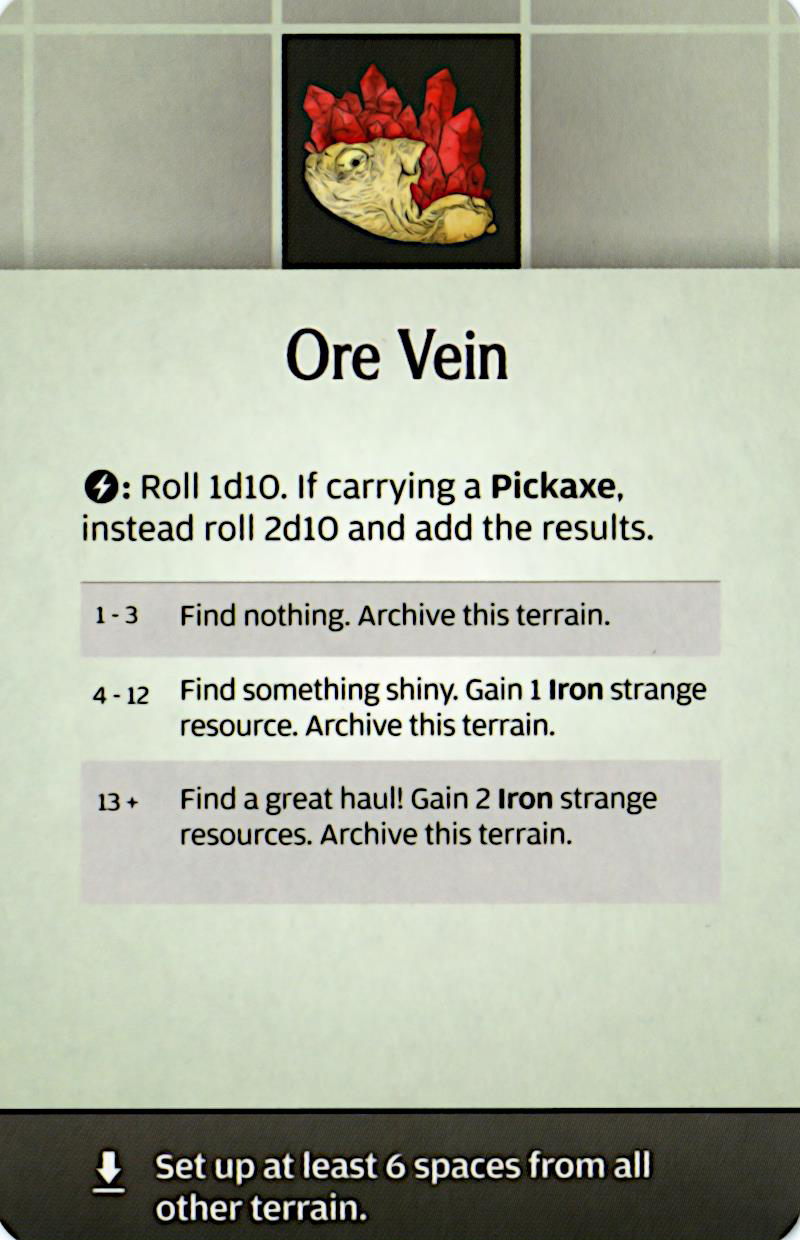 Ore Vein
: Roll 1d10. If carrying a Pickaxe,
instead roll 2d10 and add the results.
1 - 3 Find nothing. Archive this terrain.
4 - 12 Find something shiny. Gain 1 Iron strange
resource. Archive this terrain.
13 + Find a great haul! Gain 2 Iron strange
resources. Archive this terrain.
Set up at least 6 spaces from all
other terrain.